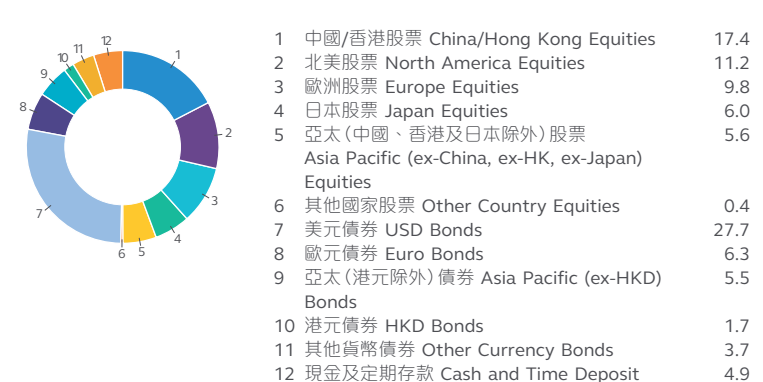 1 中國/香港股票 China/Hong Kong Equities 17.4
2 北美股票 North America Equities 11.2
3 歐洲股票 Europe Equities 9.8
4 日本股票 Japan Equities 6.0
5 亞太(中國、香港及日本除外)股票 5.6
Asia Pacific (ex-China, ex-HK, ex-Japan)
Equities
6 其他國家股票 Other Country Equities 0.4
7 美元債券 USD Bonds 27.7
8 歐元債券 Euro Bonds 6.3
9 亞太(港元除外)債券 Asia Pacific (ex-HKD) 5.5
Bonds
10 港元債券 HKD Bonds 1.7
11 其他貨幣債券 Other Currency Bonds 3.7
12 現金及定期存款 Cash and Time Deposit 4.9
1
2
3
4
5
6
7
8
9
10
11
12